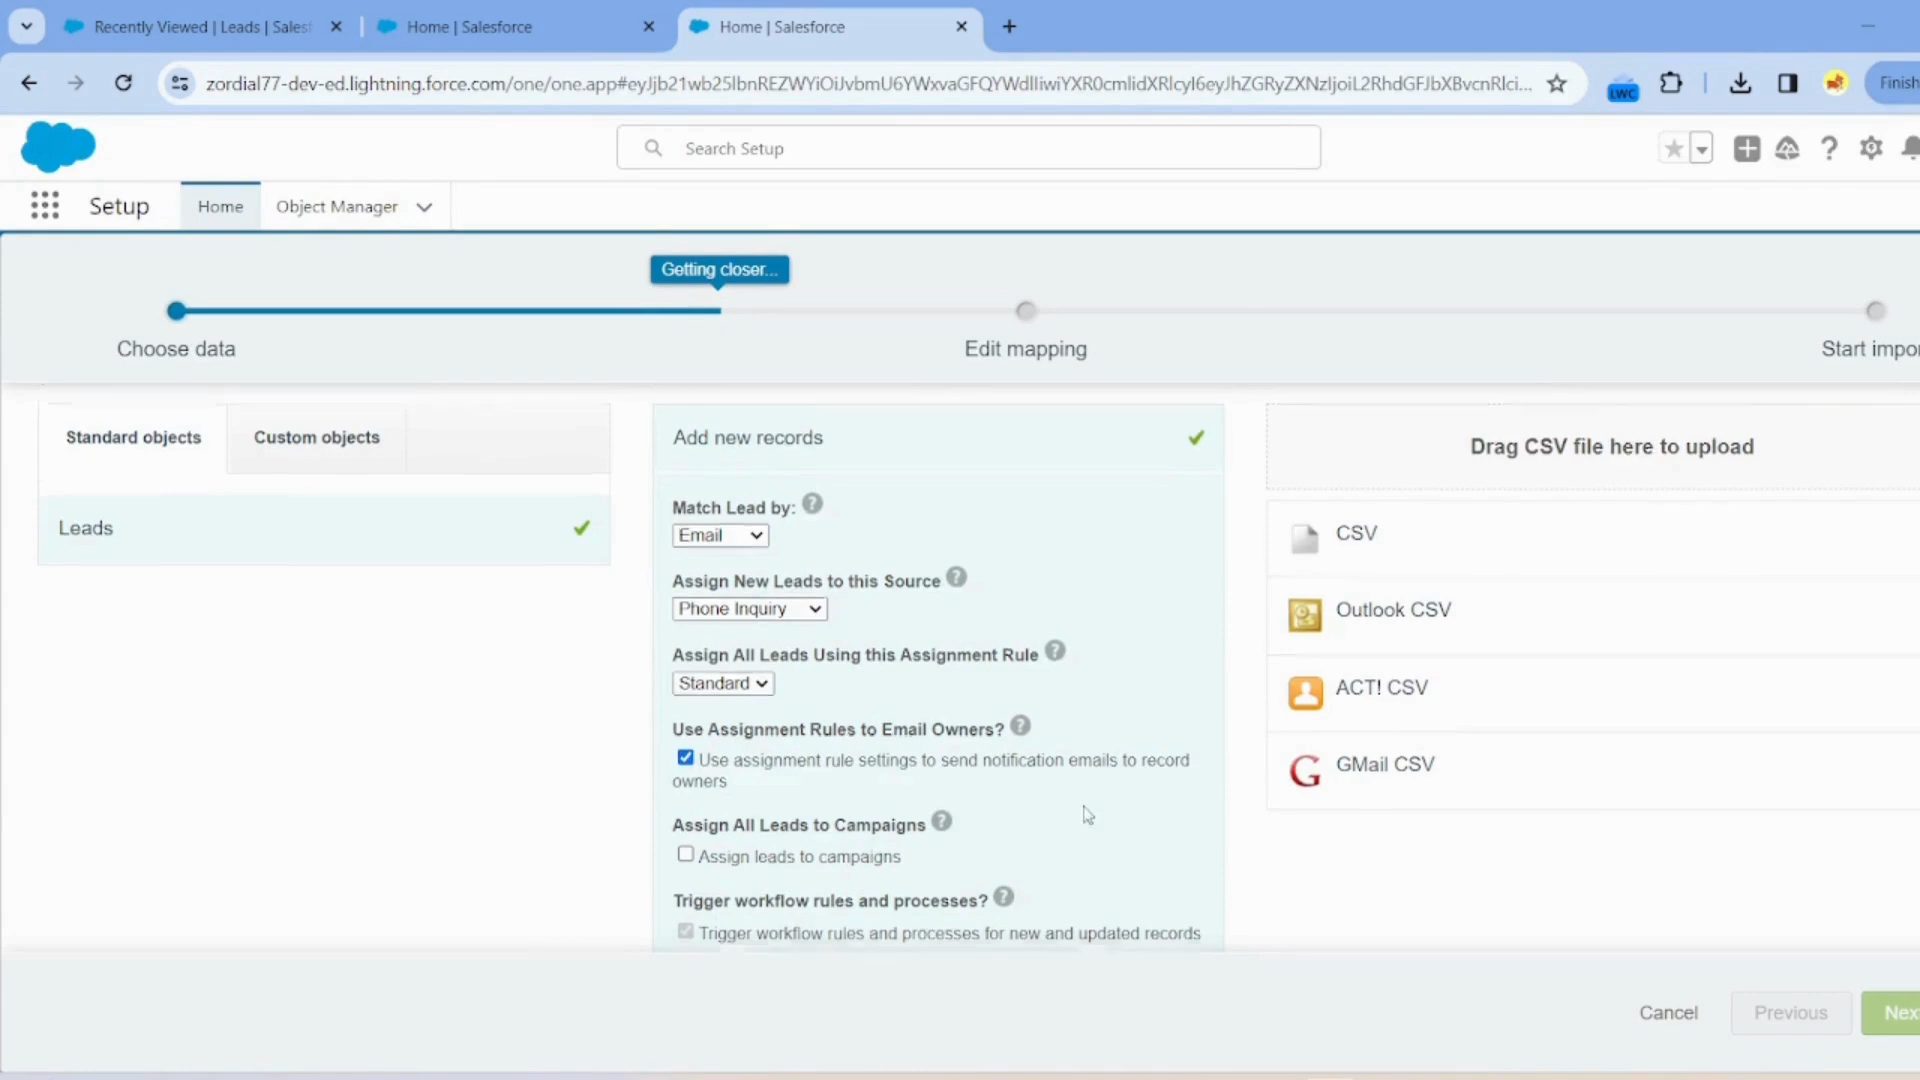 Recently Viewed | Leads | Salesf
Home | Salesforce
Home | Salesforce
zordial77-dev-ed.lightning.force.com/one/one.app#eyJjb21wb25lbnREZWYiOiJvbmU6YWxvaGFQYWdlIiwiYXR0cmlidXRlcyI6eyJhZGRyZXNzIjoiL2RhdGFJbXBvcnRlci...
LWC
Finish
Search Setup
Setup
Home
Object Manager
Getting closer...
Choose data
Edit mapping
Start impor
Standard objects
Custom objects
Leads
Add new records
Match Lead by:
Email
Assign New Leads to this Source
Phone Inquiry
Assign All Leads Using this Assignment Rule
Standard
Use Assignment Rules to Email Owners?
Use assignment rule settings to send notification emails to record
owners
Assign All Leads to Campaigns
Assign leads to campaigns
Trigger workflow rules and processes?
Trigger workflow rules and processes for new and updated records
Drag CSV file here to upload
CSV
Outlook CSV
ACT! CSV
GMail CSV
Cancel
Previous
Next